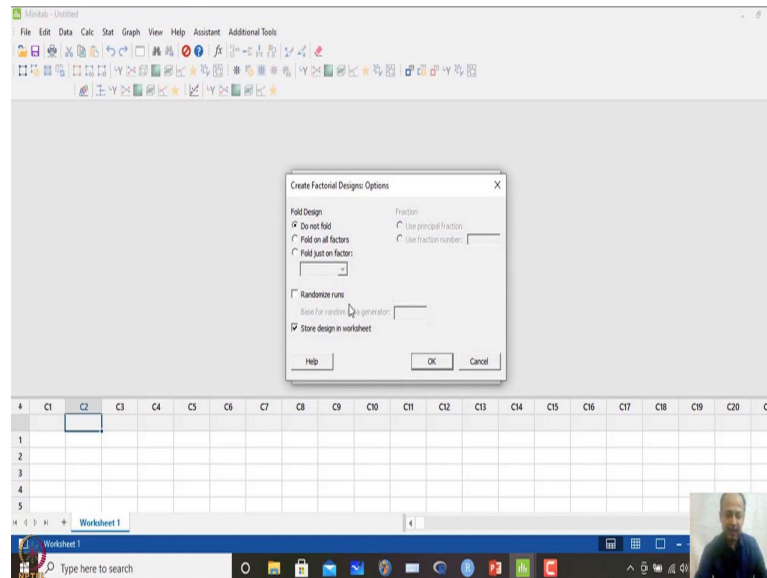 Minitab - Untitled
File Edit Data Calc Stat Graph View Help Assistant Additional Tools
Create Factorial Designs: Options X
Fold Design
Do not fold
Fold on all factors
Fold just on factor:
Fraction
Use principal fraction
Use fraction number:
Randomize runs
Base for random generator:
Store design in worksheet
Help OK Cancel
C1 C2 C3 C4 C5 C6 C7 C8 C9 C10 C11 C12 C13 C14 C15 C16 C17 C18 C19 C20 C
1
2
3
4
5
Worksheet 1
Worksheet 1
NPTEL
Type here to search